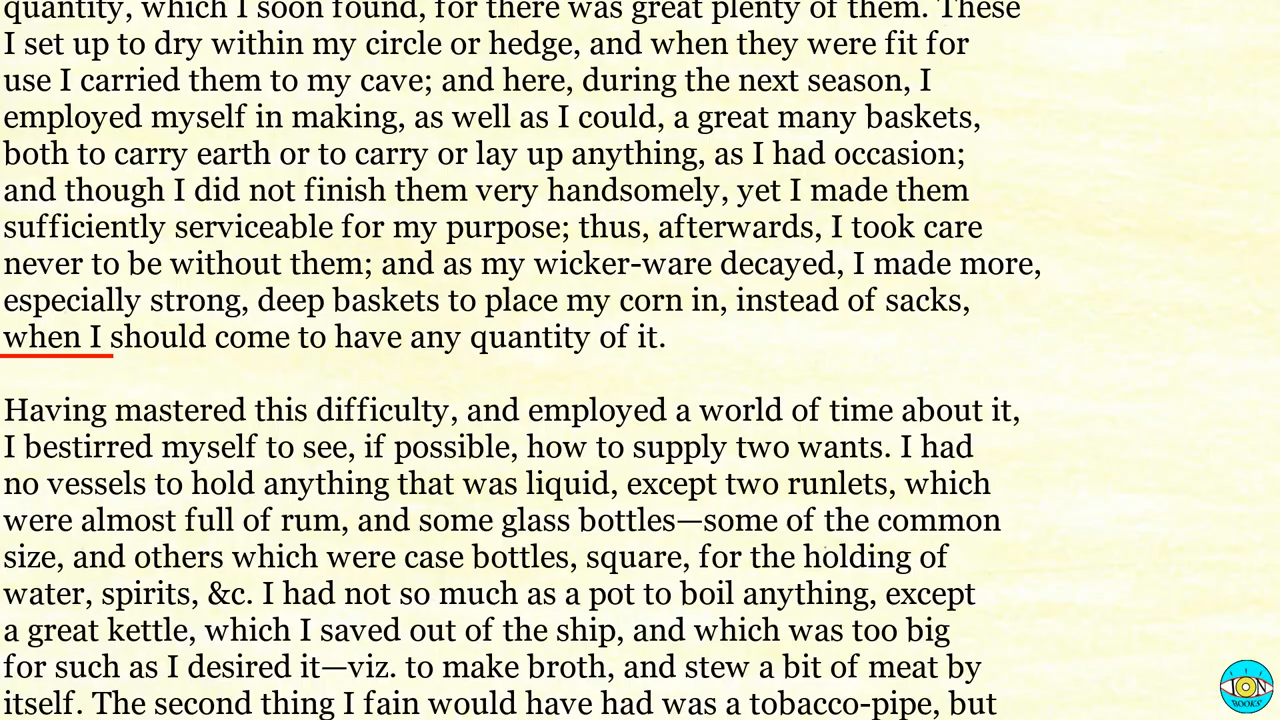 quantity, which I soon found, for there was great plenty of them. These
I set up to dry within my circle or hedge, and when they were fit for
use I carried them to my cave; and here, during the next season, I
employed myself in making, as well as I could, a great many baskets,
both to carry earth or to carry or lay up anything, as I had occasion;
and though I did not finish them very handsomely, yet I made them
sufficiently serviceable for my purpose; thus, afterwards, I took care
never to be without them; and as my wicker-ware decayed, I made more,
especially strong, deep baskets to place my corn in, instead of sacks,
when I should come to have any quantity of it.
Having mastered this difficulty, and employed a world of time about it,
I bestirred myself to see, if possible, how to supply two wants. I had
no vessels to hold anything that was liquid, except two runlets, which
were almost full of rum, and some glass bottles—some of the common
size, and others which were case bottles, square, for the holding of
water, spirits, &c. I had not so much as a pot to boil anything, except
a great kettle, which I saved out of the ship, and which was too big
for such as I desired it—viz. to make broth, and stew a bit of meat by
itself. The second thing I fain would have had was a tobacco-pipe, but
ION
BOOKS